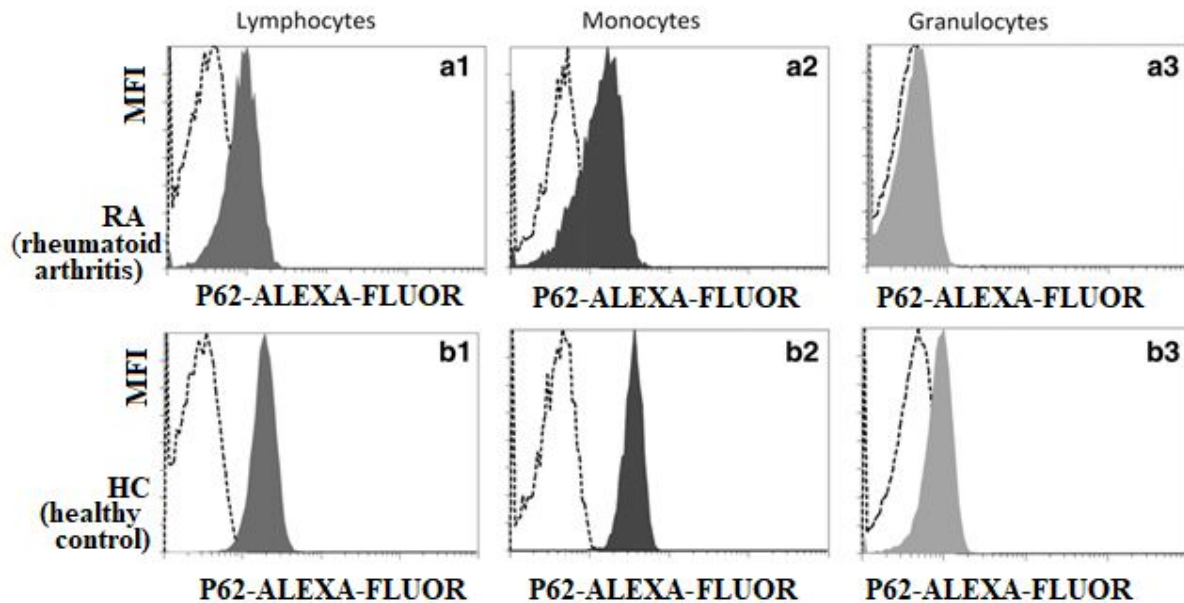 Lymphocytes
Monocytes
Granulocytes
MFI
a1
a2
a3
RA
(rheumatoid
arthritis)
P62-ALEXA-FLUOR
P62-ALEXA-FLUOR
P62-ALEXA-FLUOR
MFI
b1
b2
b3
HC
(healthy
control)
P62-ALEXA-FLUOR
P62-ALEXA-FLUOR
P62-ALEXA-FLUOR